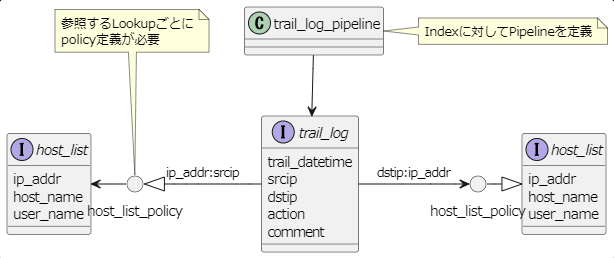 参照するLookupごとに
policy定義が必要
C trail_log_pipeline
Indexに対してPipelineを定義
I host_list
ip_addr
host_name
user_name
host_list_policy
ip_addr:srcip
I trail_log
trail_datetime
srcip
dstip
action
comment
dstip:ip_addr
host_list_policy
I host_list
ip_addr
host_name
user_name